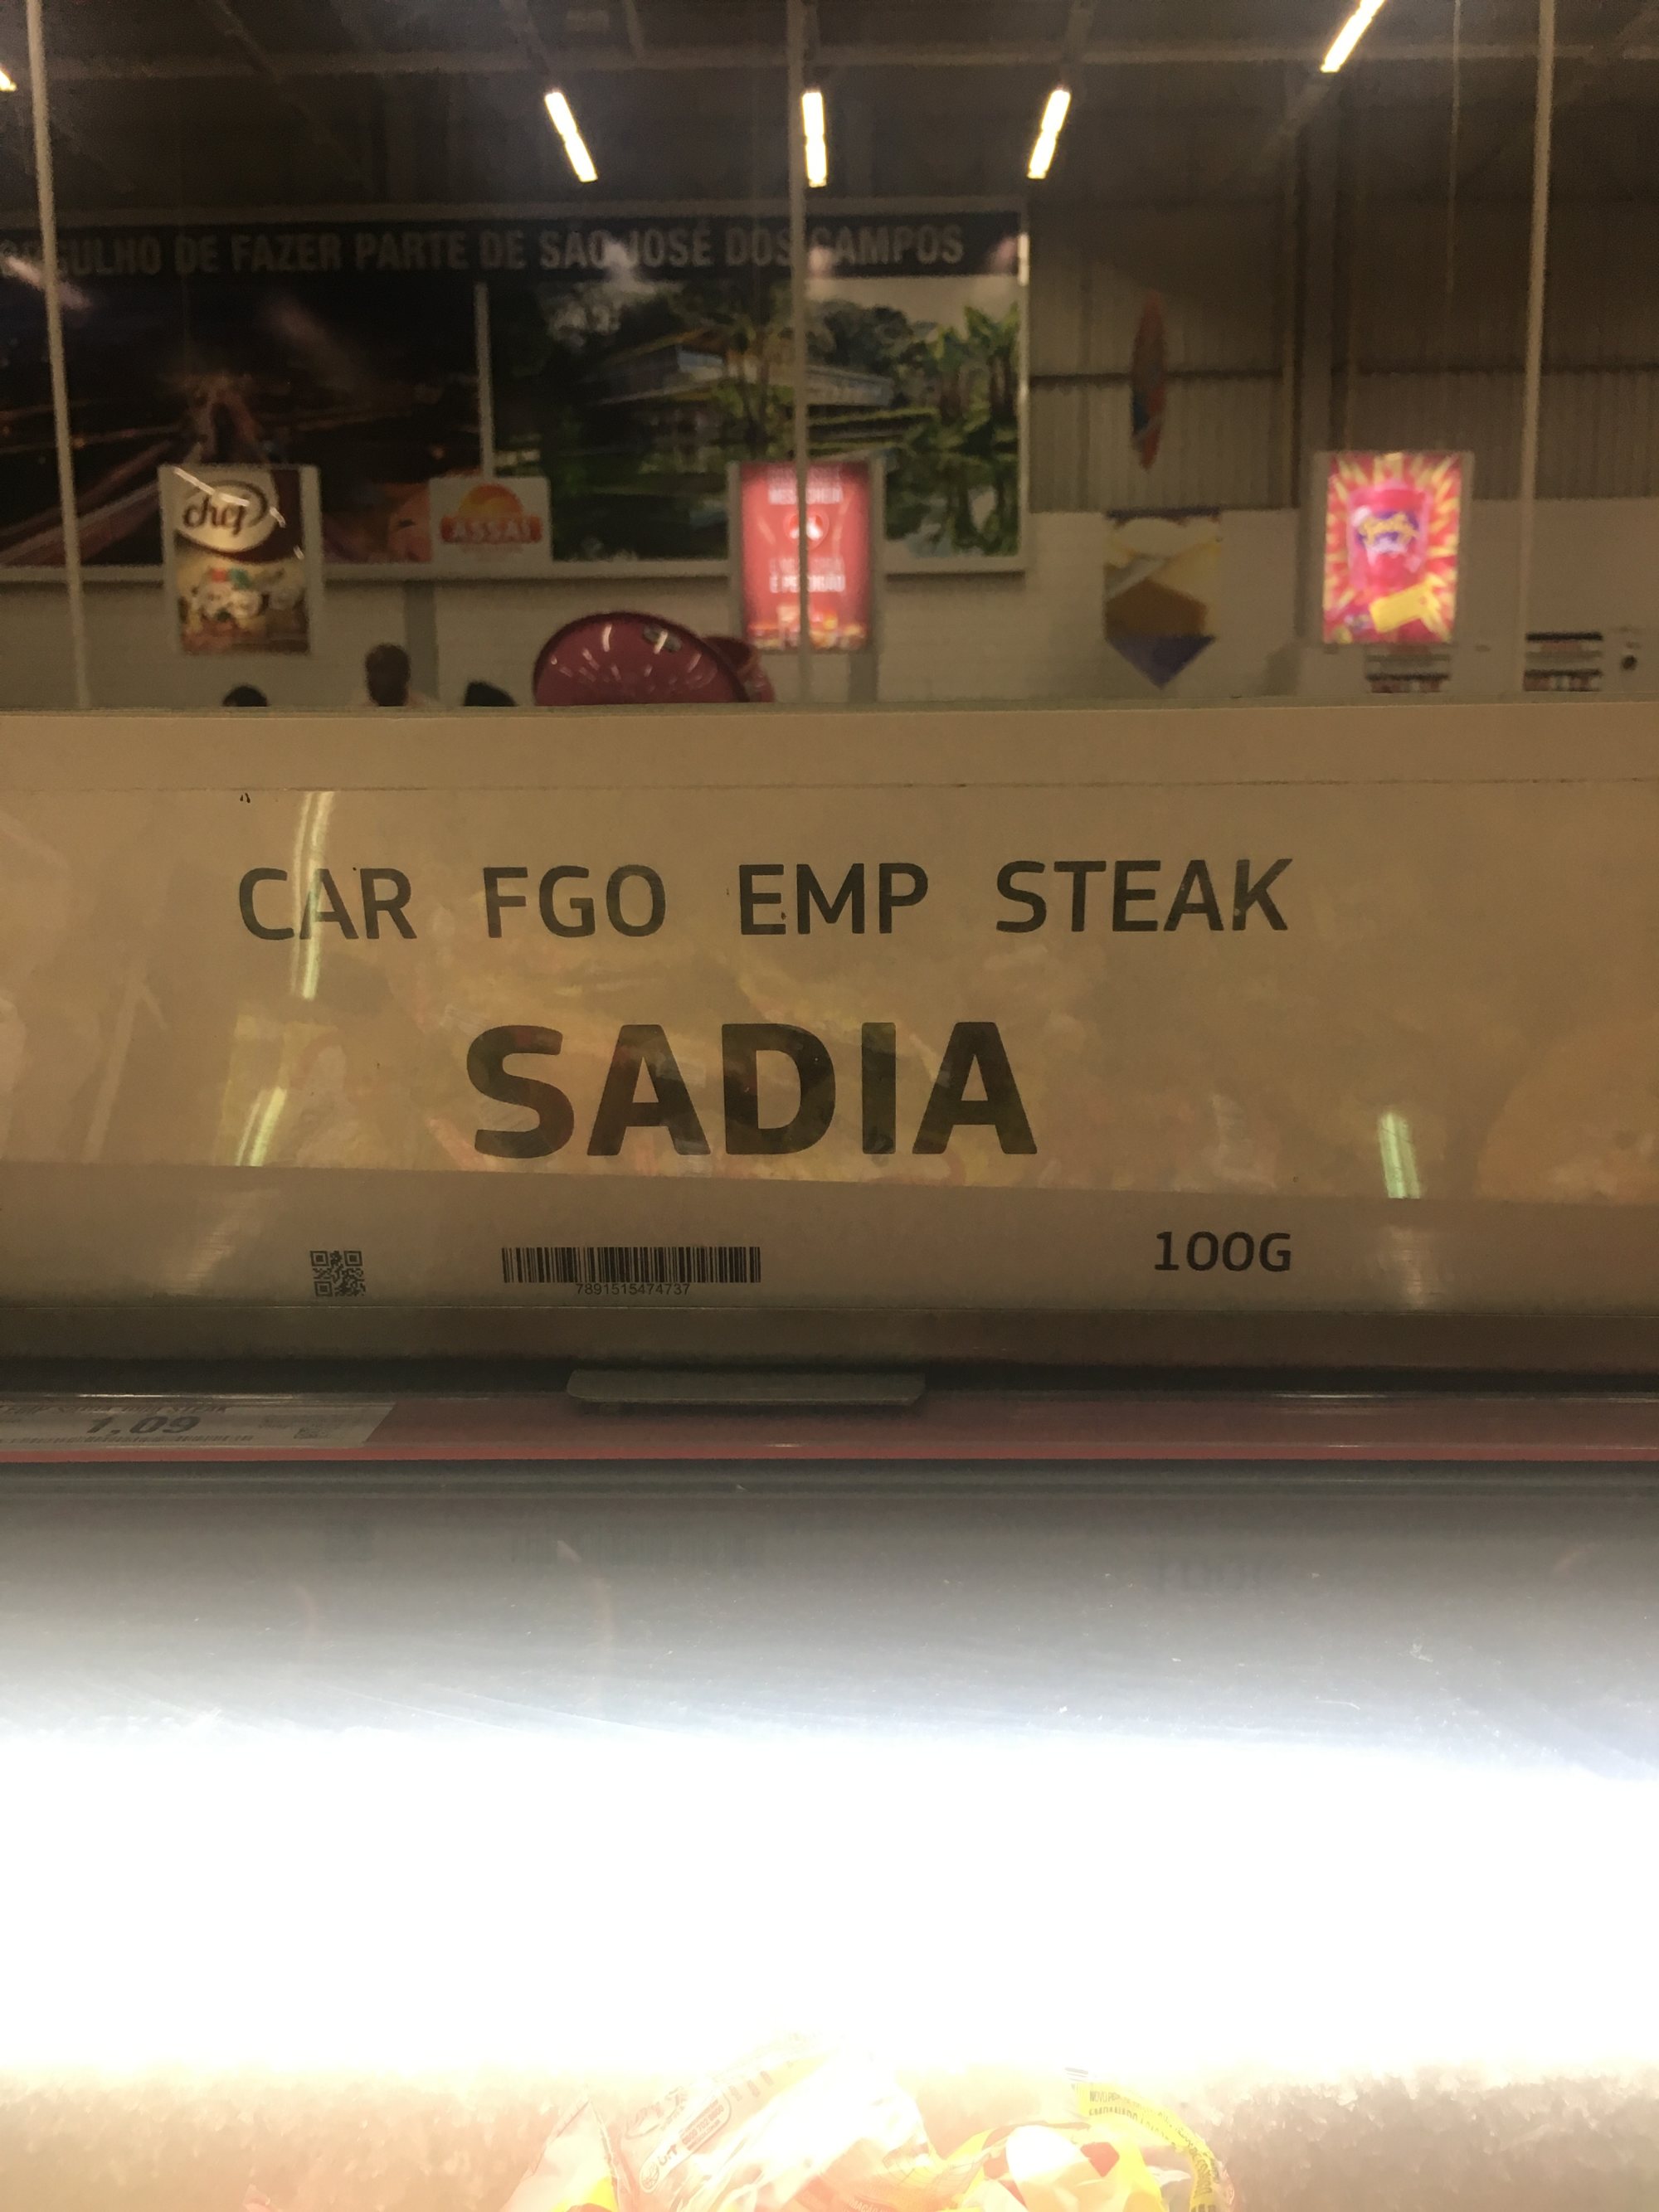 ORGULHO DE FAZER PARTE DE SÃO JOSÉ DOS CAMPOS
chef
ASSAÍ
CAR FGO EMP STEAK
SADIA
7891515474737
100G
STEAK
1,09